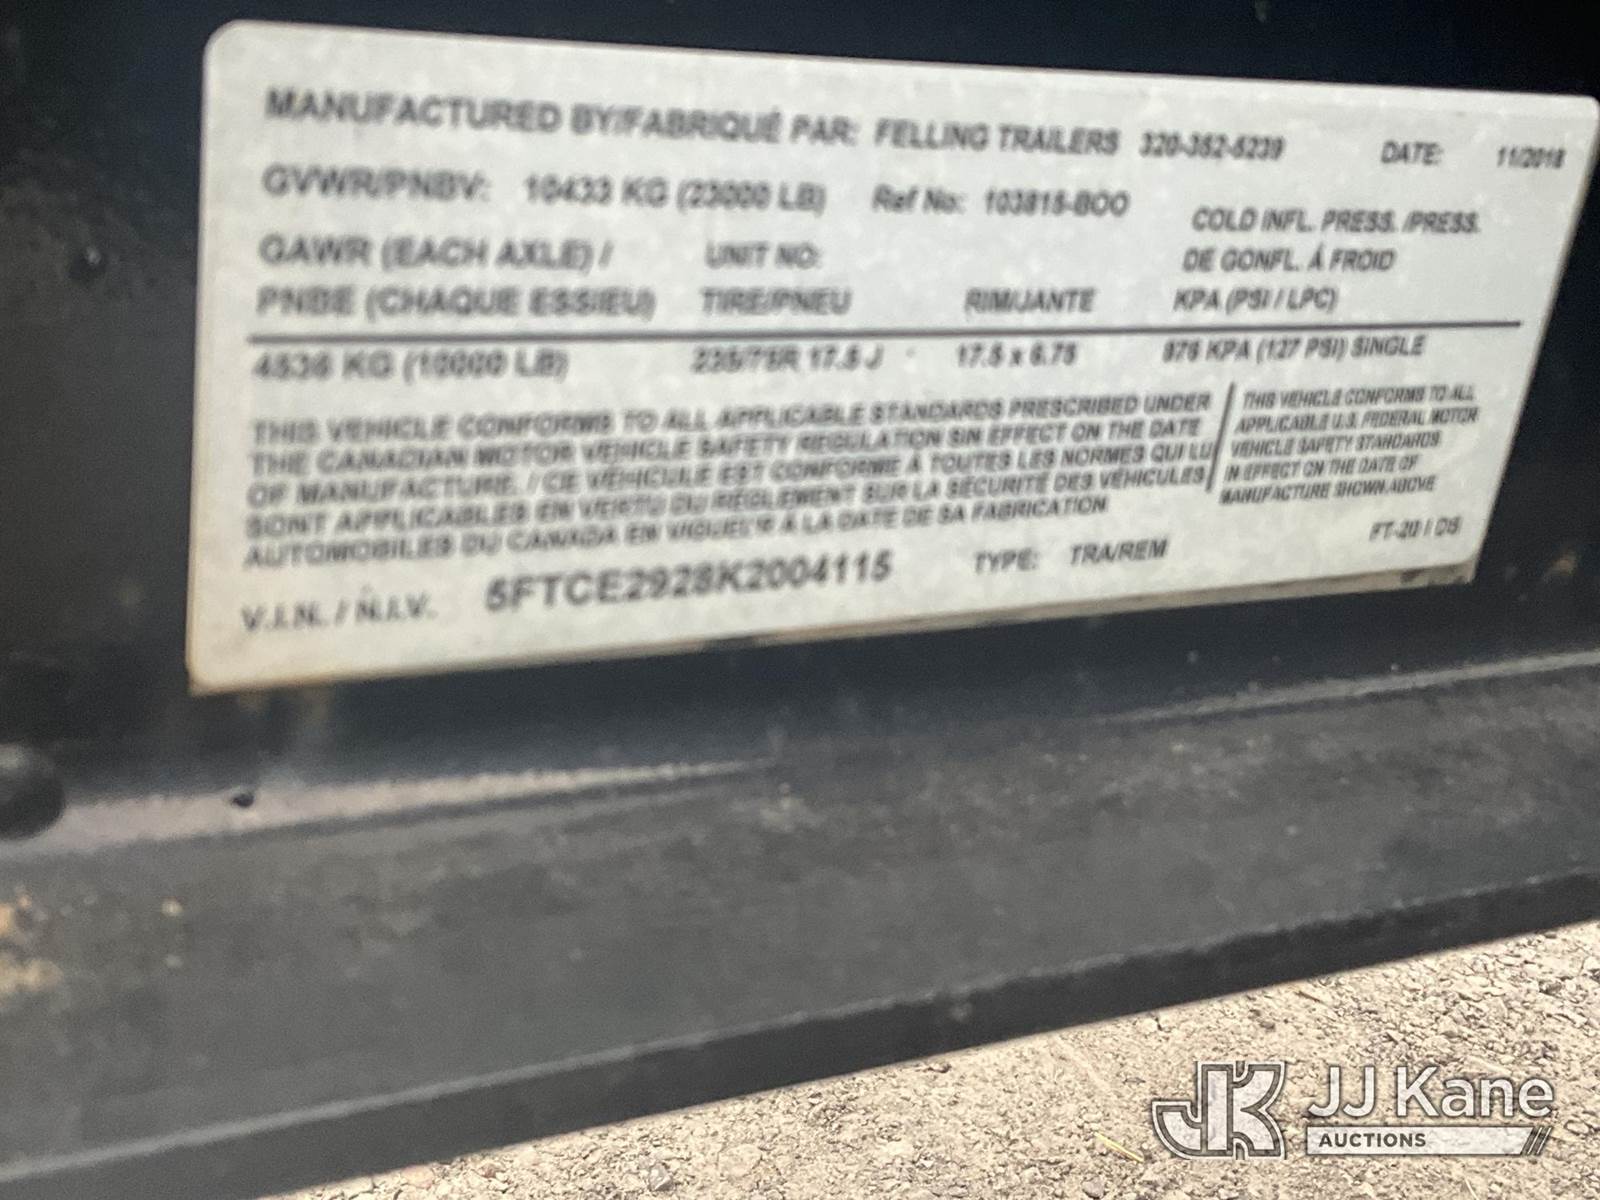 MANUFACTURED BY/FABRIQUÉ PAR: FELLING TRAILERS 320-352-5239 DATE: 11/2018
GVWR/PNBV: 10433 KG (23000 LB) Ref No: 103815-BOO
COLD INFL. PRESS. /PRESS.
GAWR (EACH AXLE) / UNIT NO: DE GONFL. À FROID
PNBE (CHAQUE ESSIEU) TIRE/PNEU RIM/JANTE KPA (PSI / LPC)
4536 KG (10000 LB) 235/75R 17.5 J 17.5 x 6.75 876 KPA (127 PSI) SINGLE
THIS VEHICLE CONFORMS TO ALL APPLICABLE STANDARDS PRESCRIBED UNDER
THE CANADIAN MOTOR VEHICLE SAFETY REGULATION SIN EFFECT ON THE DATE
OF MANUFACTURE. / CE VÉHICULE EST CONFORME À TOUTES LES NORMES QUI LU
SONT APPLICABLES EN VERTU DU RÈGLEMENT SUR LA SÉCURITÉ DES VÉHICULES
AUTOMOBILES DU CANADA EN VIGUEUR À LA DATE DE SA FABRICATION
THIS VEHICLE CONFORMS TO ALL
APPLICABLE U.S. FEDERAL MOTOR
VEHICLE SAFETY STANDARDS
IN EFFECT ON THE DATE OF
MANUFACTURE SHOWN ABOVE
V.I.N. / N.I.V. 5FTCE2928K2004115 TYPE: TRA/REM FT-20 I DS
JK JJ Kane
AUCTIONS